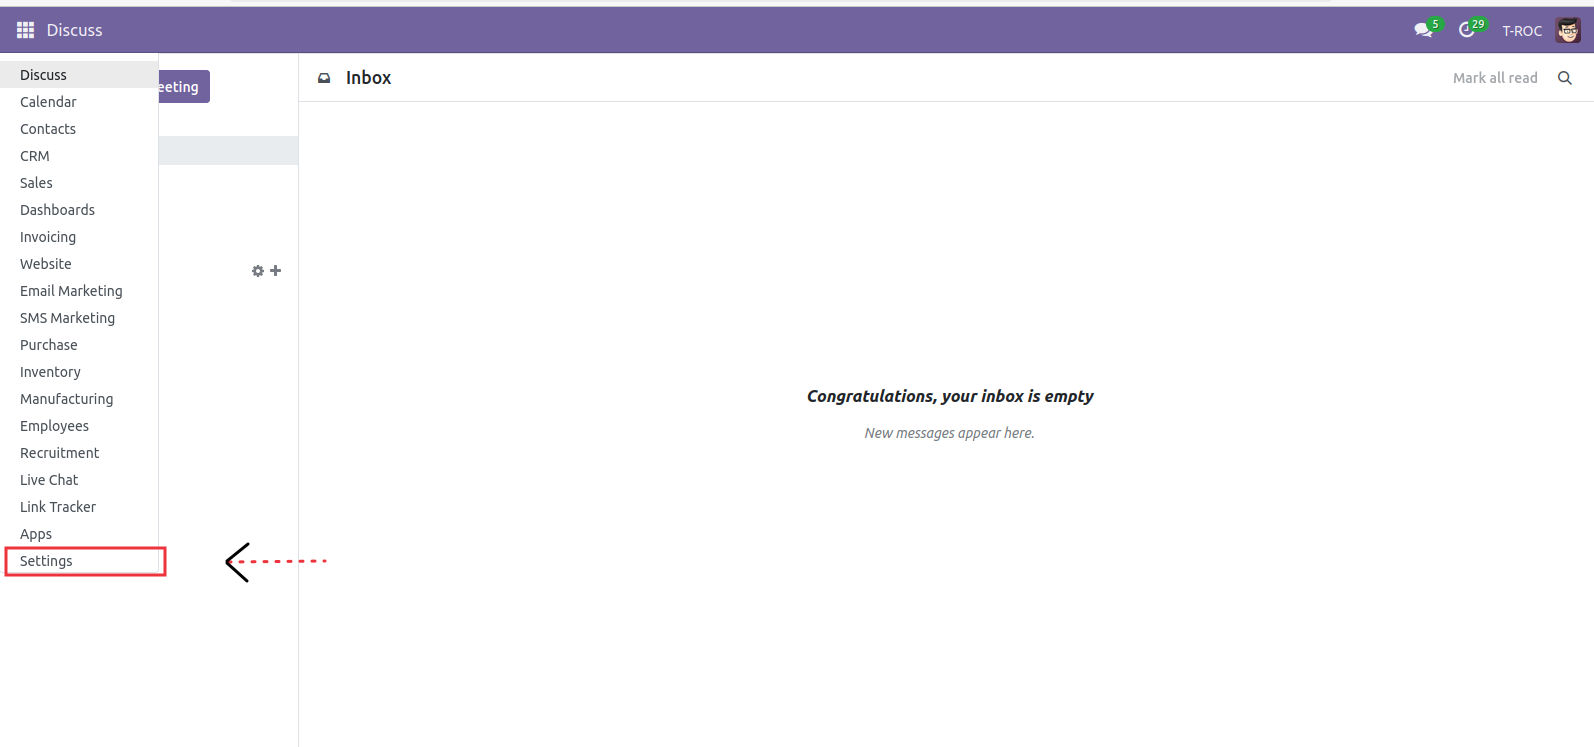 Discuss
5
29
T-ROC
Discuss
Calendar
Contacts
CRM
Sales
Dashboards
Invoicing
Website
Email Marketing
SMS Marketing
Purchase
Inventory
Manufacturing
Employees
Recruitment
Live Chat
Link Tracker
Apps
Settings
eeting
Inbox
Mark all read
Congratulations, your inbox is empty
New messages appear here.